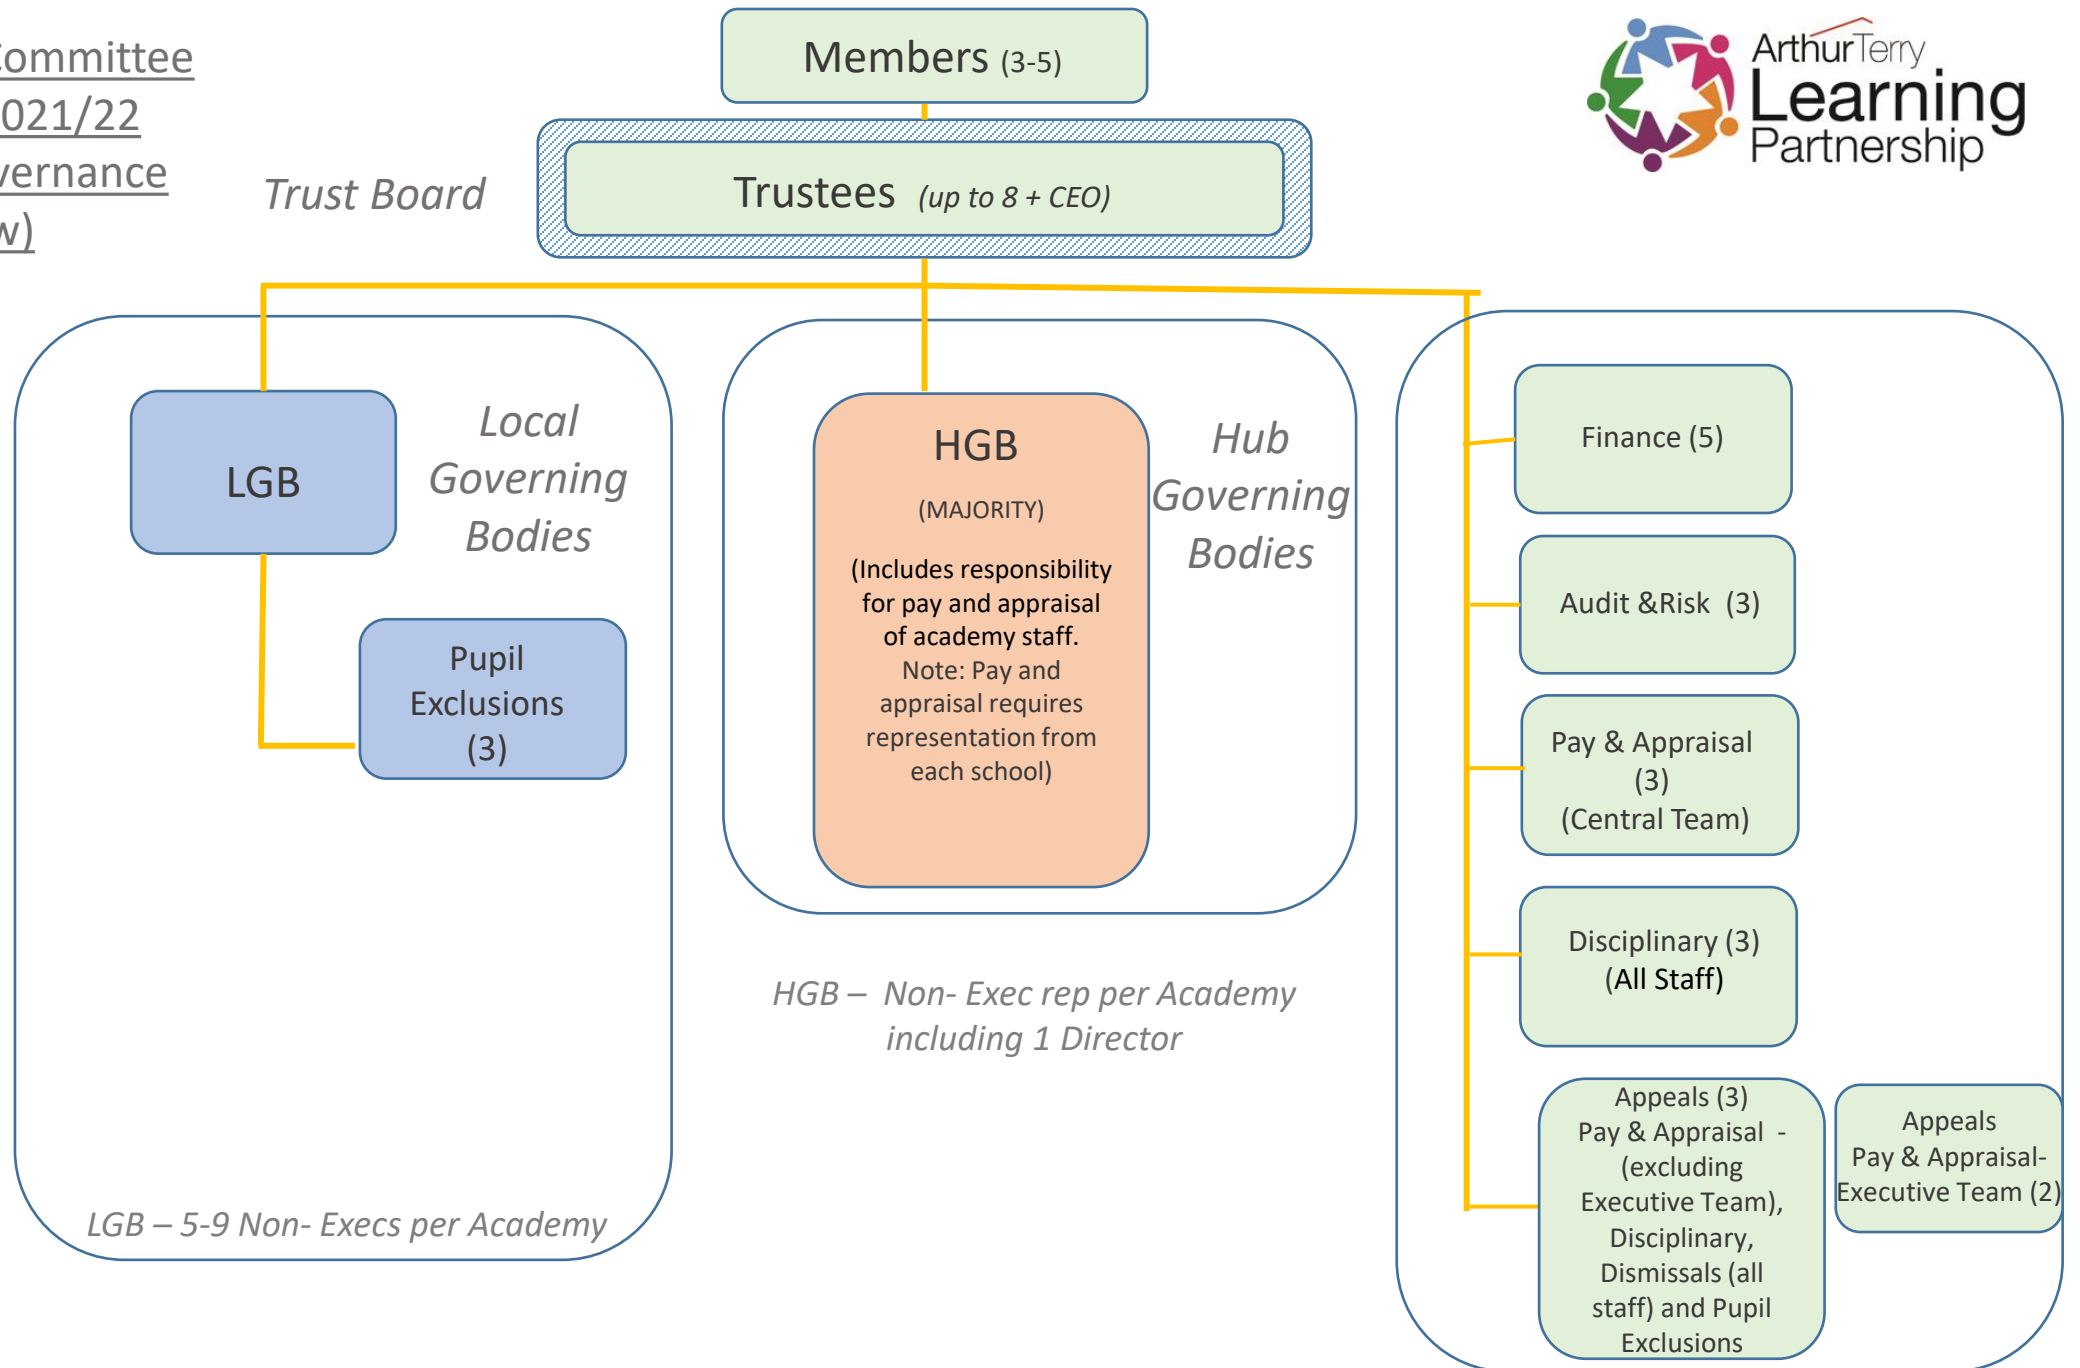 Committee
2021/22
vernance
w)
Members (3-5)
ArthurTerry
Learning
Partnership
Trust Board
Trustees (up to 8 + CEO)
LGB
Local
Governing
Bodies
Pupil
Exclusions
(3)
LGB – 5-9 Non- Execs per Academy
HGB
(MAJORITY)
(Includes responsibility
for pay and appraisal
of academy staff.
Note: Pay and
appraisal requires
representation from
each school)
Hub
Governing
Bodies
HGB – Non- Exec rep per Academy
including 1 Director
Finance (5)
Audit &Risk (3)
Pay & Appraisal
(3)
(Central Team)
Disciplinary (3)
(All Staff)
Appeals (3)
Pay & Appraisal -
(excluding
Executive Team),
Disciplinary,
Dismissals (all
staff) and Pupil
Exclusions
Appeals
Pay & Appraisal-
Executive Team (2)